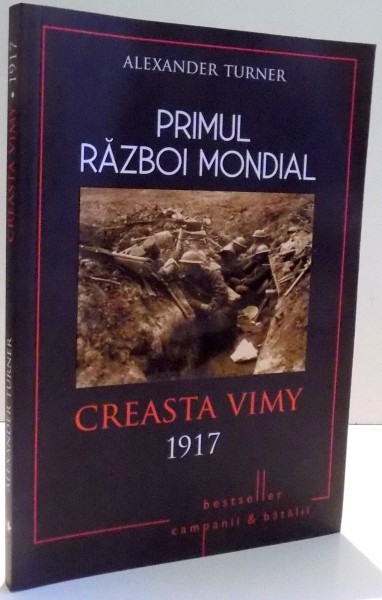 ALEXANDER TURNER
PRIMUL
RĂZBOI MONDIAL
CREASTA VIMY
1917
bestseller
campanii & bătălii
ALEXANDER TURNER
CREASTA VIMY • 1917